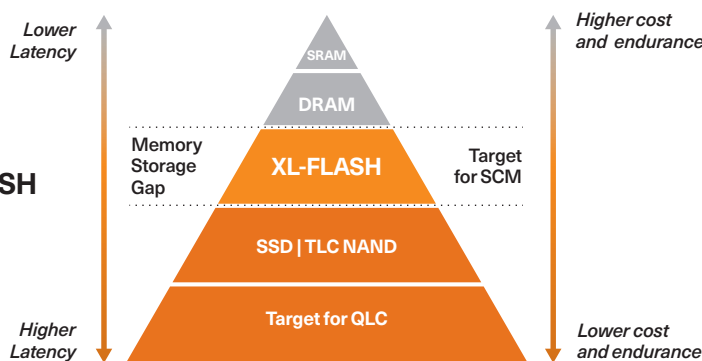 Lower
Latency
Higher cost
and endurance
SRAM
DRAM
Memory
Storage
Gap
XL-FLASH
Target
for SCM
SH
SSD | TLC NAND
Target for QLC
Higher
Latency
Lower cost
and endurance